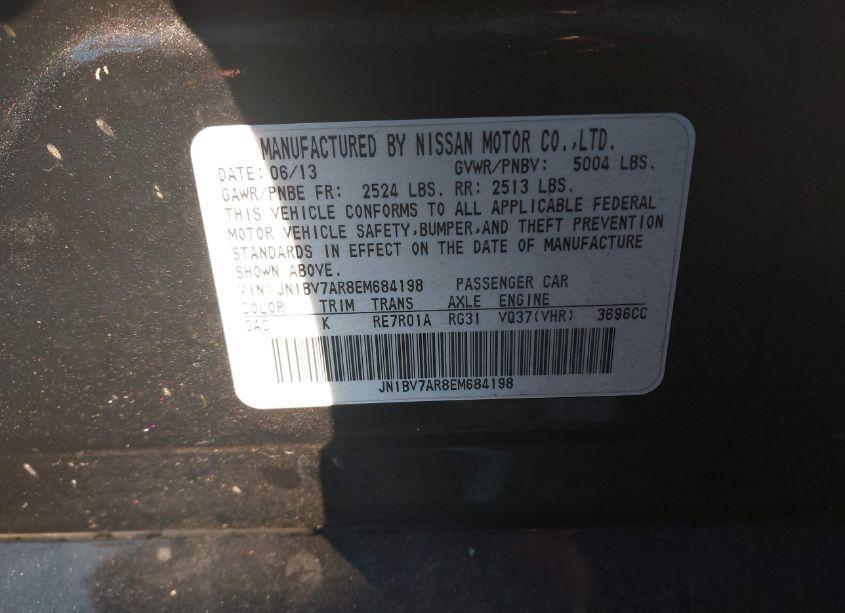 MANUFACTURED BY NISSAN MOTOR CO.,LTD.
DATE: 06/13 GVWR/PNBV: 5004 LBS.
GAWR/PNBE FR: 2524 LBS. RR: 2513 LBS.
THIS VEHICLE CONFORMS TO ALL APPLICABLE FEDERAL
MOTOR VEHICLE SAFETY,BUMPER,AND THEFT PREVENTION
STANDARDS IN EFFECT ON THE DATE OF MANUFACTURE
SHOWN ABOVE.
VIN: JN1BV7AR8EM684198 PASSENGER CAR
COLOR TRIM TRANS AXLE ENGINE
GAC K RE7R01A RG31 VQ37(VHR) 3696CC
JN1BV7AR8EM684198